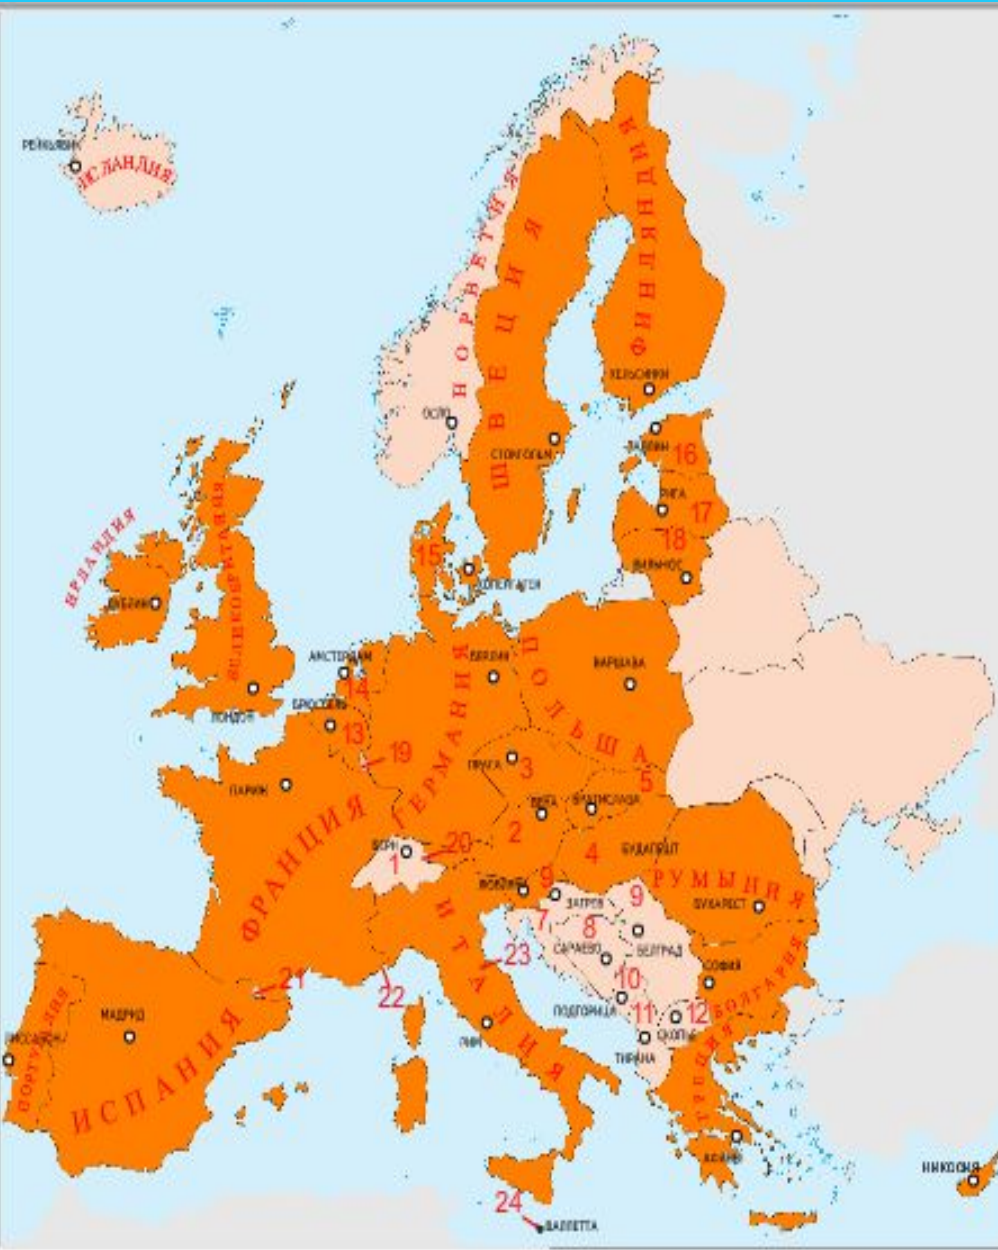 РЕЙКЬЯВИК
ИСЛАНДИЯ
НОРВЕГИЯ
ШВЕЦИЯ
ФИНЛЯНДИЯ
ХЕЛЬСИНКИ
ОСЛО
СТОКГОЛЬМ
ТАЛЛИН
16
РИГА
17
18
ВИЛЬНЮС
15
КОПЕНГАГЕН
ИРЛАНДИЯ
ДУБЛИН
ВЕЛИКОБРИТАНИЯ
ЛОНДОН
АМСТЕРДАМ
14
БРЮССЕЛЬ
13
19
БЕРЛИН
ГЕРМАНИЯ
ПОЛЬША
ВАРШАВА
ПАРИЖ
ФРАНЦИЯ
ПРАГА
3
5
ВЕНА
БРАТИСЛАВА
2
БЕРН
1
20
4
БУДАПЕШТ
9
ЗАГРЕБ
РУМЫНИЯ
БУХАРЕСТ
9
7
8
САРАЕВО
БЕЛГРАД
23
ИТАЛИЯ
10
ПОДГОРИЦА
11
12
СКОПЬЕ
СОФИЯ
БОЛГАРИЯ
ТИРАНА
21
22
РИМ
МАДРИД
ИСПАНИЯ
ПОРТУГАЛИЯ
АФИНЫ
НИКОСИЯ
24
ВАЛЛЕТТА